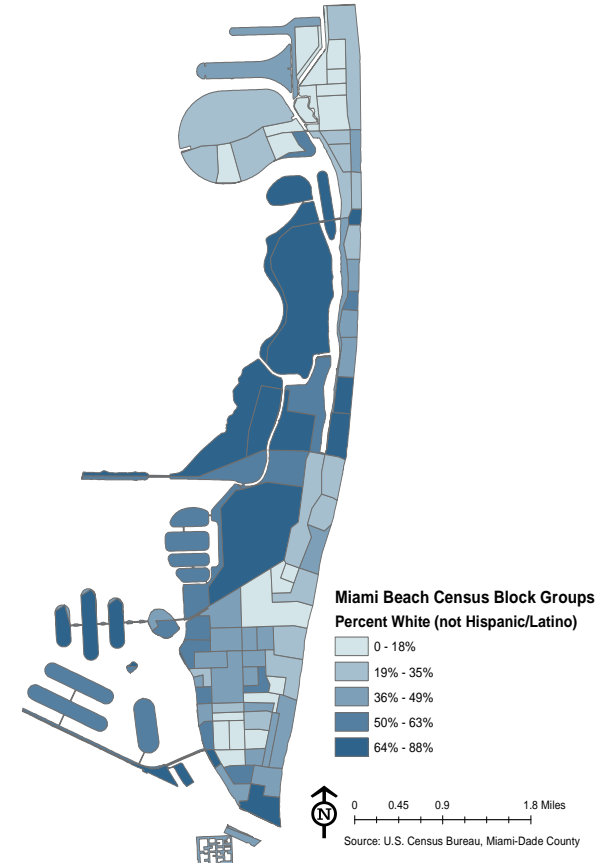 Miami Beach Census Block Groups
Percent White (not Hispanic/Latino)
0 - 18%
19% - 35%
36% - 49%
50% - 63%
64% - 88%
N
0 0.45 0.9 1.8 Miles
Source: U.S. Census Bureau, Miami-Dade County